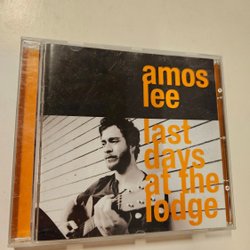 amos
lee
last
days
at the
lodge